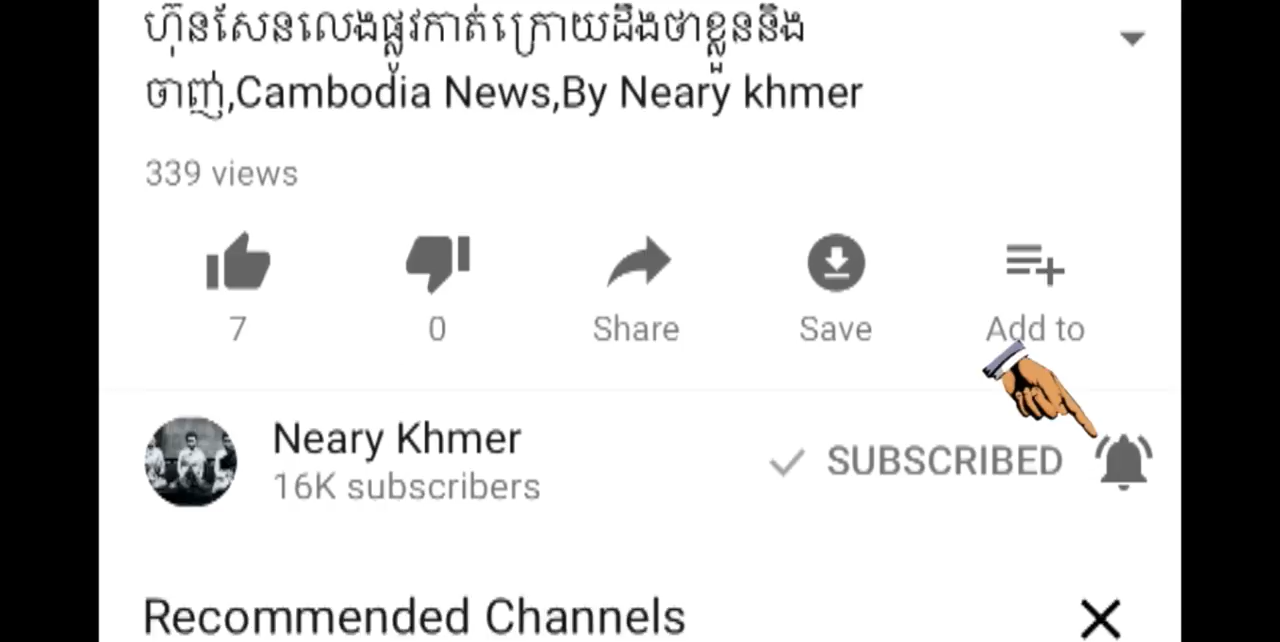 ហ៊ុនសែនលេងផ្លូវកាត់ក្រោយដឹងថាខ្លួននឹង
ចាញ់,Cambodia News,By Neary khmer
339 views
7
0
Share
Save
Add to
Neary Khmer
16K subscribers
SUBSCRIBED
Recommended Channels